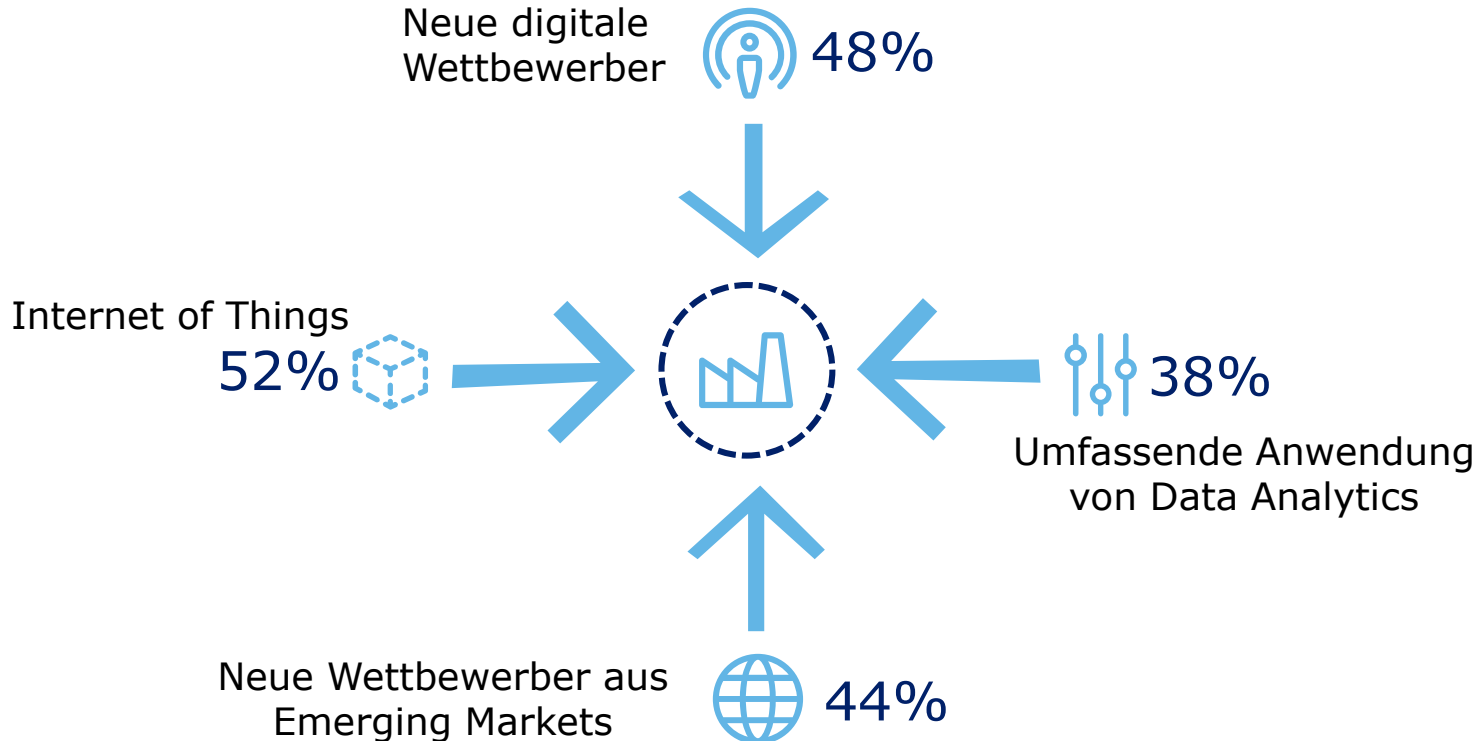 Neue digitale
Wettbewerber
48%
Internet of Things
52%
38%
Umfassende Anwendung
von Data Analytics
Neue Wettbewerber aus
Emerging Markets
44%